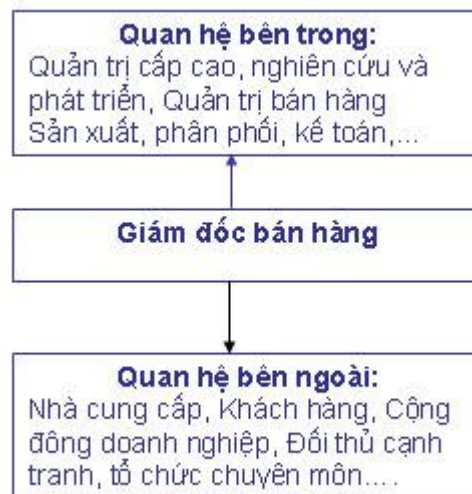 Quan hệ bên trong:
Quản trị cấp cao, nghiên cứu và
phát triển, Quản trị bán hàng
Sản xuất, phân phối, kế toán,...
Giám đốc bán hàng
Quan hệ bên ngoài:
Nhà cung cấp, Khách hàng, Cộng
đông doanh nghiệp, Đối thủ cạnh
tranh, tổ chức chuyên môn....